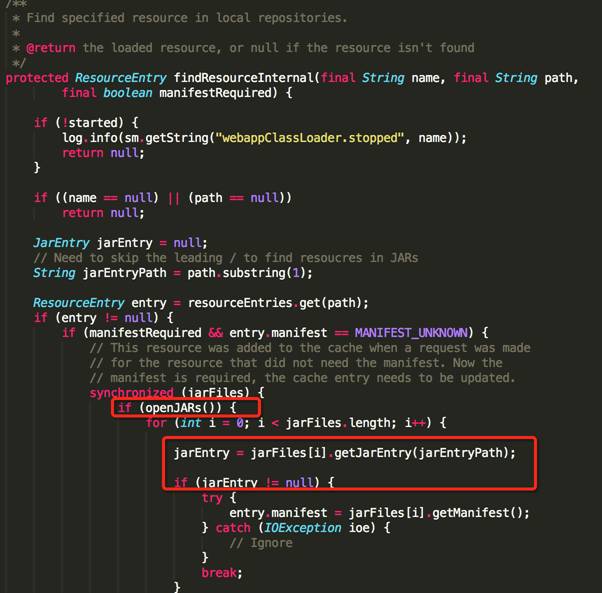 /**
 * Find specified resource in local repositories.
 *
 * @return the loaded resource, or null if the resource isn't found
 */
protected ResourceEntry findResourceInternal(final String name, final String path,
        final boolean manifestRequired) {

    if (!started) {
        log.info(sm.getString("webappClassLoader.stopped", name));
        return null;
    }

    if ((name == null) || (path == null))
        return null;

    JarEntry jarEntry = null;
    // Need to skip the leading / to find resoucres in JARs
    String jarEntryPath = path.substring(1);

    ResourceEntry entry = resourceEntries.get(path);
    if (entry != null) {
        if (manifestRequired && entry.manifest == MANIFEST_UNKNOWN) {
            // This resource was added to the cache when a request was made
            // for the resource that did not need the manifest. Now the
            // manifest is required, the cache entry needs to be updated.
            synchronized (jarFiles) {
                if (openJARs()) {
                    for (int i = 0; i < jarFiles.length; i++) {

                        jarEntry = jarFiles[i].getJarEntry(jarEntryPath);

                        if (jarEntry != null) {
                            try {
                                entry.manifest = jarFiles[i].getManifest();
                            } catch (IOException ioe) {
                                // Ignore
                            }
                            break;
                        }